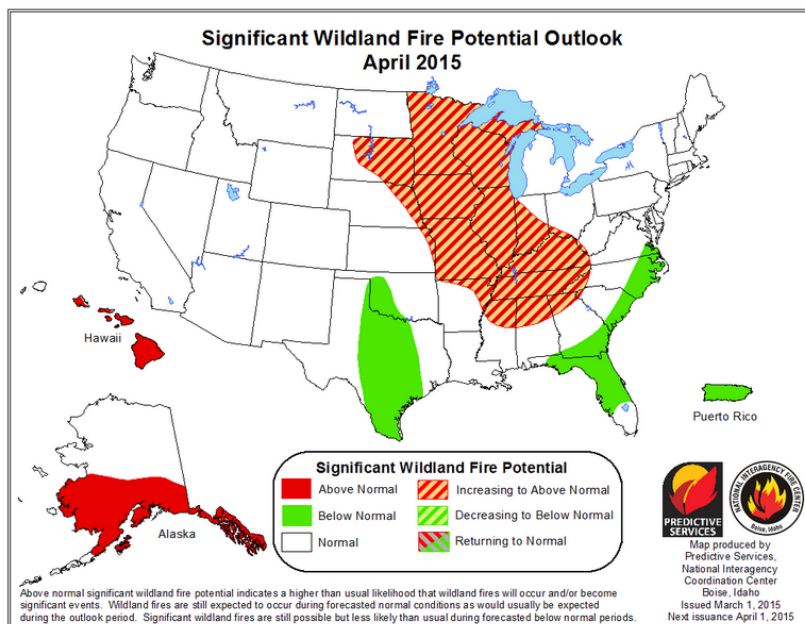 Significant Wildland Fire Potential Outlook
April 2015
Hawaii
Alaska
Puerto Rico
Significant Wildland Fire Potential
Above Normal
Increasing to Above Normal
Below Normal
Decreasing to Below Normal
Normal
Returning to Normal
PREDICTIVE
SERVICES
NATIONAL INTERAGENCY FIRE CENTER
Boise, Idaho
Map produced by
Predictive Services,
National Interagency
Coordination Center
Boise, Idaho
Issued March 1, 2015
Next issuance April 1, 2015
Above normal significant wildland fire potential indicates a higher than usual likelihood that wildland fires will occur and/or become
significant events. Wildland fires are still expected to occur during forecasted normal conditions as would usually be expected
during the outlook period. Significant wildland fires are still possible but less likely than usual during forecasted below normal periods.